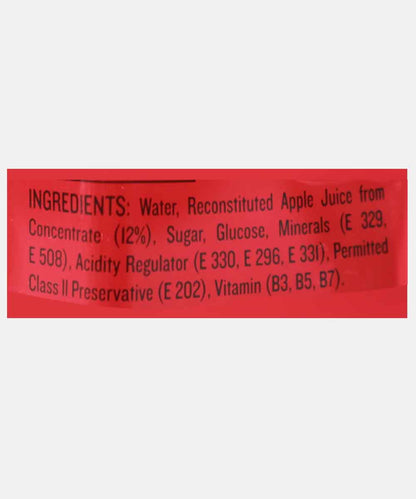 INGREDIENTS: Water, Reconstituted Apple Juice from
Concentrate (12%), Sugar, Glucose, Minerals (E 329,
E 508), Acidity Regulator (E 330, E 296, E 331), Permitted
Class II Preservative (E 202), Vitamin (B3, B5, B7).